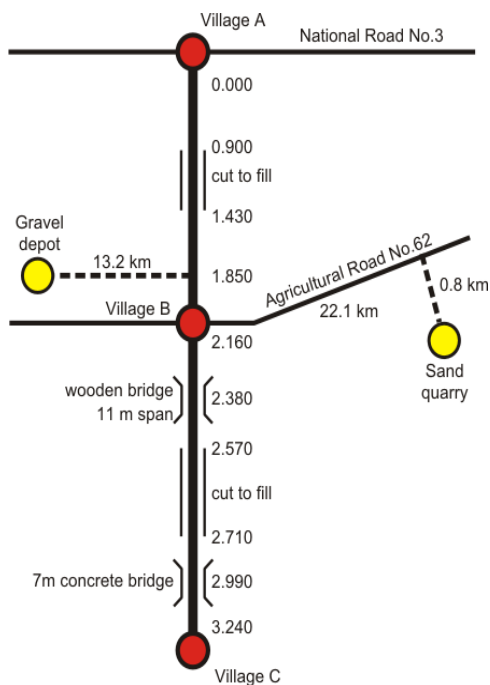 Village A
National Road No.3
0.000
0.900
cut to fill
1.430
Gravel
depot
13.2 km
1.850
Agricultural Road No.62
22.1 km
0.8 km
Village B
2.160
Sand
quarry
wooden bridge
11 m span
2.380
2.570
cut to fill
2.710
7m concrete bridge
2.990
3.240
Village C